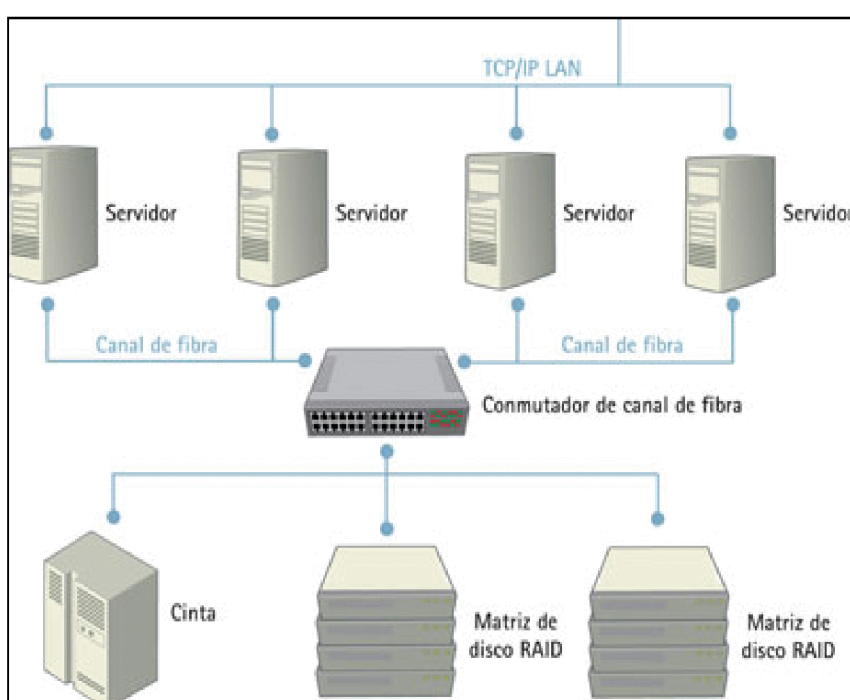 TCP/IP LAN
Servidor
Servidor
Servidor
Servidor
Canal de fibra
Canal de fibra
Conmutador de canal de fibra
Cinta
Matriz de
disco RAID
Matriz de
disco RAID